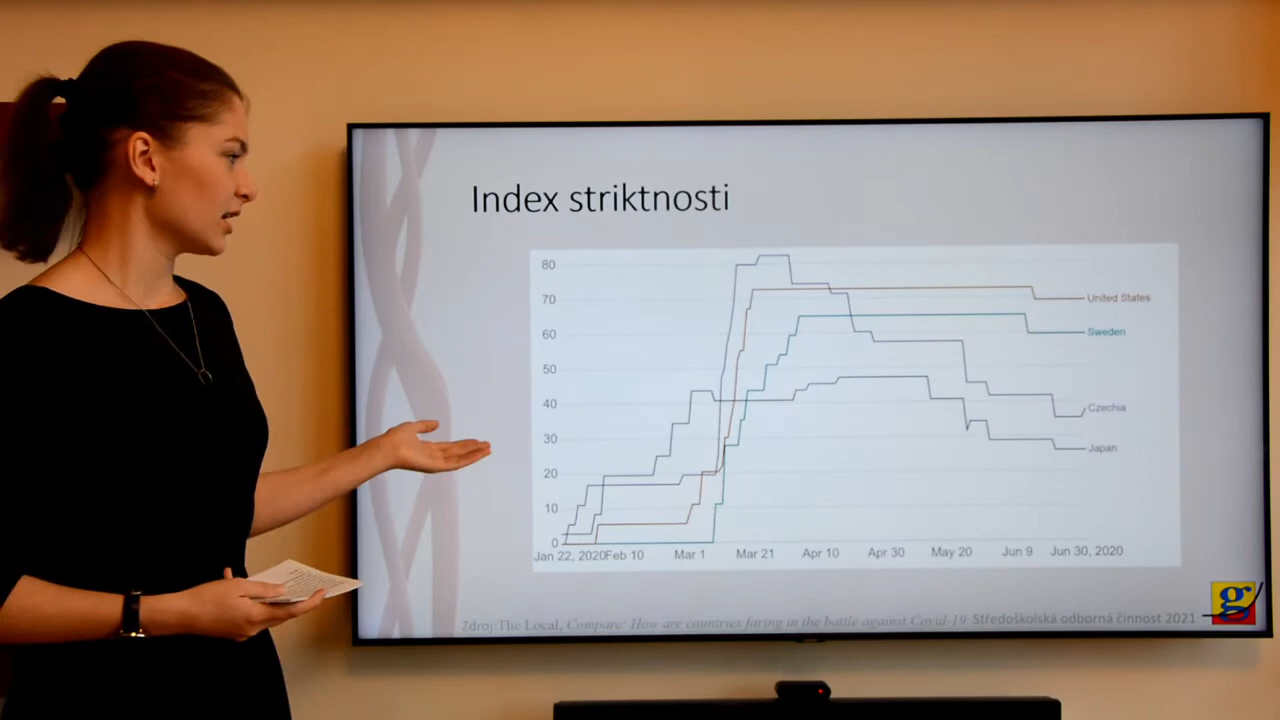 Index striktnosti
80
70
60
50
40
30
20
10
0
United States
Sweden
Czechia
Japan
Jan 22, 2020 Feb 10 Mar 1 Mar 21 Apr 10 Apr 30 May 20 Jun 9 Jun 30, 2020
Zdroj:The Local, Compare: How are countries faring in the battle against Covid-19 Středoškolská odborná činnost 2021
g